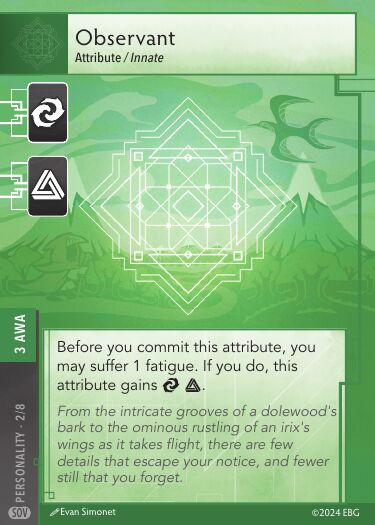 Observant
Attribute / Innate
Before you commit this attribute, you
may suffer 1 fatigue. If you do, this
attribute gains .
From the intricate grooves of a dolewood's
bark to the ominous rustling of an irix's
wings as it takes flight, there are few
details that escape your notice, and fewer
still that you forget.
3 AWA
PERSONALITY - 2/8
SOV
Evan Simonet
©2024 EBG